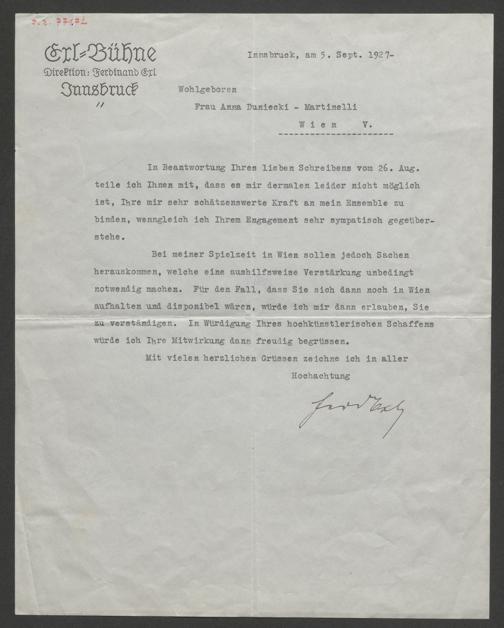 Erl-Bühne
Direktion: Ferdinand Erl
Innsbruck
Innsbruck, am 5. Sept. 1927-
Wohlgeboren
Frau Anna Duniecki - Martinelli
Wien V.
In Beantwortung Ihres lieben Schreibens vom 26. Aug.
teile ich Ihnen mit, dass es mir dermalen leider nicht möglich
ist, Ihre mir sehr schätzenswerte Kraft an mein Ensemble zu
binden, wenngleich ich Ihrem Engagement sehr sympatisch gegeüber-
stehe.
Bei meiner Spielzeit in Wien sollen jedoch Sachen
herauskommen, welche eine aushilfsweise Verstärkung unbedingt
notwendig machen. Für den Fall, dass Sie sich dann noch in Wien
aufhalten und disponibel wären, würde ich mir dann erlauben, Sie
zu verständigen. In Würdigung Ihres hochkünstlerischen Schaffens
würde ich Ihre Mitwirkung dann freudig begrüssen.
Mit vielen herzlichen Grüssen zeichne ich in aller
Hochachtung